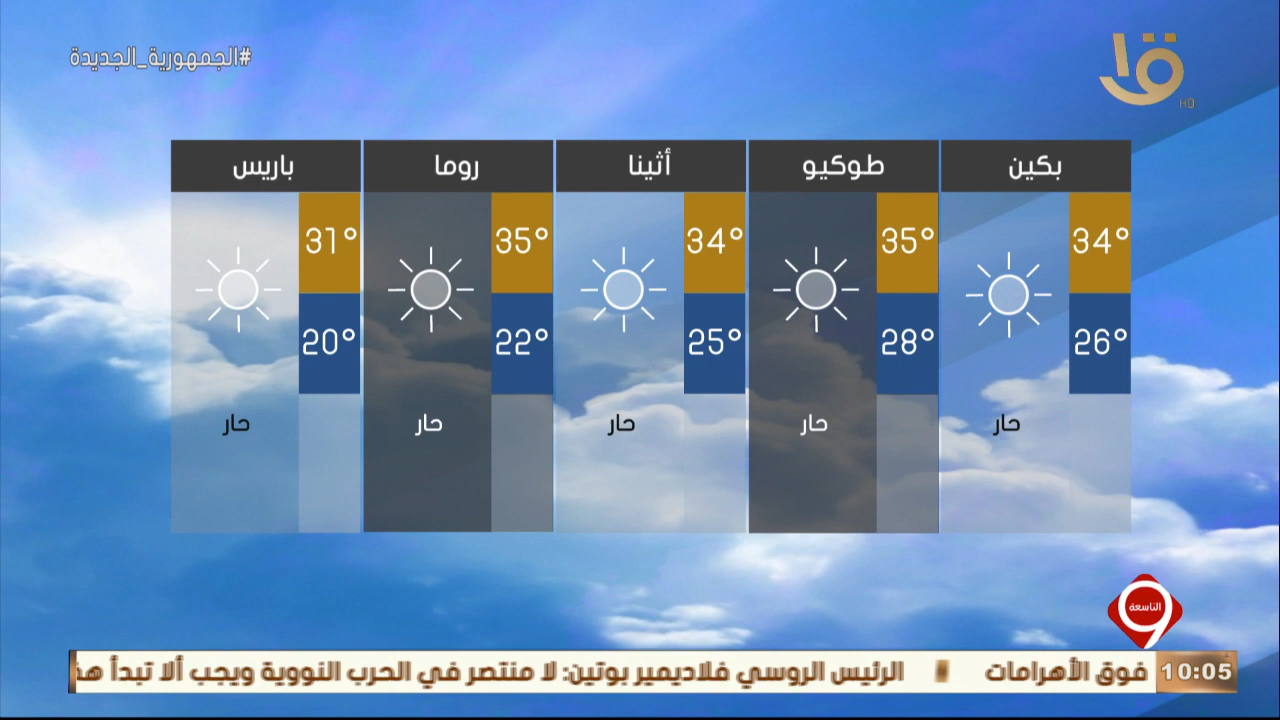 #الجمهورية_الجديدة
HD
بكين
34°
26°
حار
طوكيو
35°
28°
حار
أثينا
34°
25°
حار
روما
35°
22°
حار
باريس
31°
20°
حار
التاسعة
9
10:05
فوق الأهرامات
الرئيس الروسي فلاديمير بوتين: لا منتصر في الحرب النووية ويجب ألا تبدأ